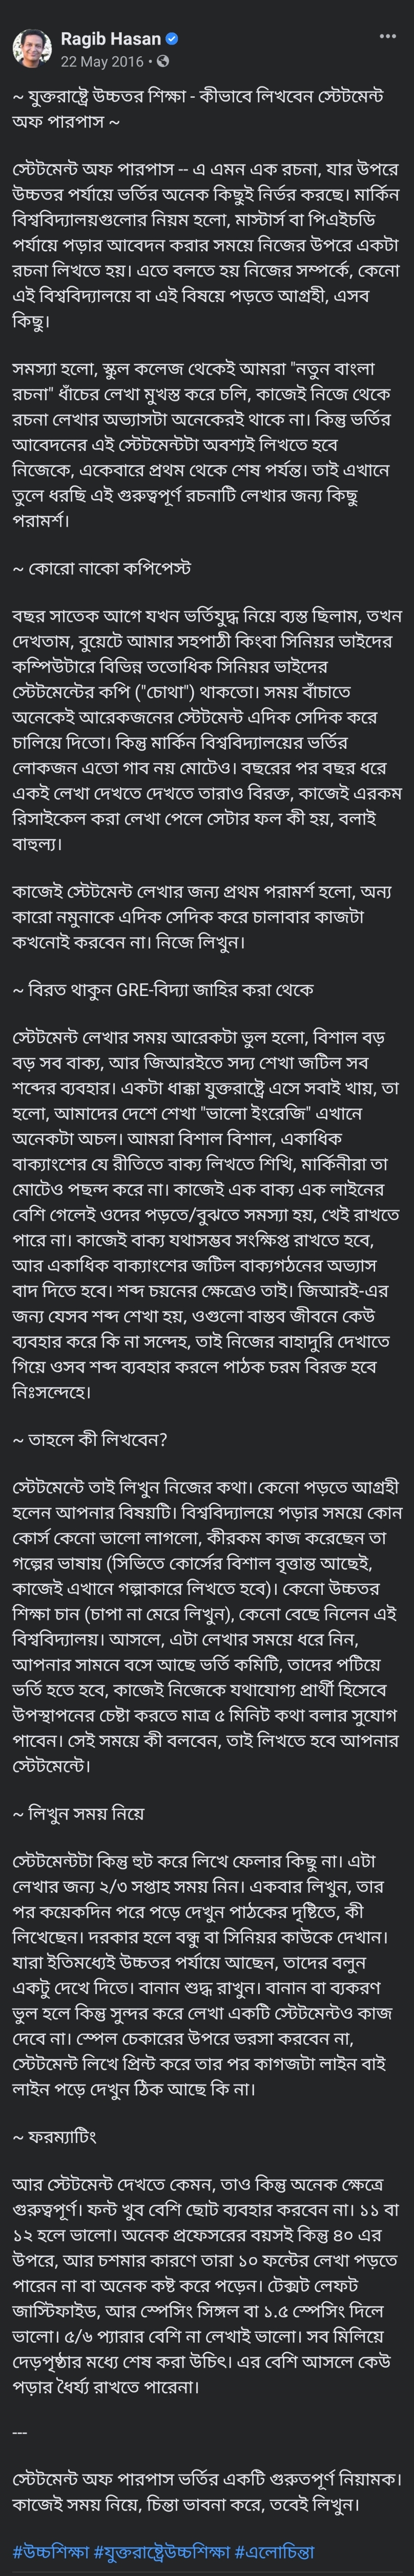 Ragib Hasan
22 May 2016 •
~ যুক্তরাষ্ট্রে উচ্চতর শিক্ষা - কীভাবে লিখবেন স্টেটমেন্ট
অফ পারপাস ~
স্টেটমেন্ট অফ পারপাস -- এ এমন এক রচনা, যার উপরে
উচ্চতর পর্যায়ে ভর্তির অনেক কিছুই নির্ভর করছে। মার্কিন
বিশ্ববিদ্যালয়গুলোর নিয়ম হলো, মাস্টার্স বা পিএইচডি
পর্যায়ে পড়ার আবেদন করার সময়ে নিজের উপরে একটা
রচনা লিখতে হয়। এতে বলতে হয় নিজের সম্পর্কে, কেনো
এই বিশ্ববিদ্যালয়ে বা এই বিষয়ে পড়তে আগ্রহী, এসব
কিছু।
সমস্যা হলো, স্কুল কলেজ থেকেই আমরা "নতুন বাংলা
রচনা" ধাঁচের লেখা মুখস্ত করে চলি, কাজেই নিজে থেকে
রচনা লেখার অভ্যাসটা অনেকেরই থাকে না। কিন্তু ভর্তির
আবেদনের এই স্টেটমেন্টটা অবশ্যই লিখতে হবে
নিজেকে, একেবারে প্রথম থেকে শেষ পর্যন্ত। তাই এখানে
তুলে ধরছি এই গুরুত্বপূর্ণ রচনাটি লেখার জন্য কিছু
পরামর্শ।
~ কোরো নাকো কপিপেস্ট
বছর সাতেক আগে যখন ভর্তিযুদ্ধ নিয়ে ব্যস্ত ছিলাম, তখন
দেখতাম, বুয়েটে আমার সহপাঠী কিংবা সিনিয়র ভাইদের
কম্পিউটারে বিভিন্ন ততোধিক সিনিয়র ভাইদের
স্টেটমেন্টের কপি ("চোথা") থাকতো। সময় বাঁচাতে
অনেকেই আরেকজনের স্টেটমেন্ট এদিক সেদিক করে
চালিয়ে দিতো। কিন্তু মার্কিন বিশ্ববিদ্যালয়ের ভর্তির
লোকজন এতো গাব নয় মোটেও। বছরের পর বছর ধরে
একই লেখা দেখতে দেখতে তারাও বিরক্ত, কাজেই এরকম
রিসাইকেল করা লেখা পেলে সেটার ফল কী হয়, বলাই
বাহুল্য।
কাজেই স্টেটমেন্ট লেখার জন্য প্রথম পরামর্শ হলো, অন্য
কারো নমুনাকে এদিক সেদিক করে চালাবার কাজটা
কখনোই করবেন না। নিজে লিখুন।
~ বিরত থাকুন GRE-বিদ্যা জাহির করা থেকে
স্টেটমেন্ট লেখার সময় আরেকটা ভুল হলো, বিশাল বড়
বড় সব বাক্য, আর জিআরইতে সদ্য শেখা জটিল সব
শব্দের ব্যবহার। একটা ধাক্কা যুক্তরাষ্ট্রে এসে সবাই খায়, তা
হলো, আমাদের দেশে শেখা "ভালো ইংরেজি" এখানে
অনেকটা অচল। আমরা বিশাল বিশাল, একাধিক
বাক্যাংশের যে রীতিতে বাক্য লিখতে শিখি, মার্কিনীরা তা
মোটেও পছন্দ করে না। কাজেই এক বাক্য এক লাইনের
বেশি গেলেই ওদের পড়তে/বুঝতে সমস্যা হয়, খেই রাখতে
পারে না। কাজেই বাক্য যথাসম্ভব সংক্ষিপ্ত রাখতে হবে,
আর একাধিক বাক্যাংশের জটিল বাক্যগঠনের অভ্যাস
বাদ দিতে হবে। শব্দ চয়নের ক্ষেত্রেও তাই। জিআরই-এর
জন্য যেসব শব্দ শেখা হয়, ওগুলো বাস্তব জীবনে কেউ
ব্যবহার করে কি না সন্দেহ, তাই নিজের বাহাদুরি দেখাতে
গিয়ে ওসব শব্দ ব্যবহার করলে পাঠক চরম বিরক্ত হবে
নিঃসন্দেহে।
~ তাহলে কী লিখবেন?
স্টেটমেন্টে তাই লিখুন নিজের কথা। কেনো পড়তে আগ্রহী
হলেন আপনার বিষয়টি। বিশ্ববিদ্যালয়ে পড়ার সময়ে কোন
কোর্স কেনো ভালো লাগলো, কীরকম কাজ করেছেন তা
গল্পের ভাষায় (সিভিতে কোর্সের বিশাল বৃত্তান্ত আছেই,
কাজেই এখানে গল্পাকারে লিখতে হবে)। কেনো উচ্চতর
শিক্ষা চান (চাপা না মেরে লিখুন), কেনো বেছে নিলেন এই
বিশ্ববিদ্যালয়। আসলে, এটা লেখার সময়ে ধরে নিন,
আপনার সামনে বসে আছে ভর্তি কমিটি, তাদের পটিয়ে
ভর্তি হতে হবে, কাজেই নিজেকে যথাযোগ্য প্রার্থী হিসেবে
উপস্থাপনের চেষ্টা করতে মাত্র ৫ মিনিট কথা বলার সুযোগ
পাবেন। সেই সময়ে কী বলবেন, তাই লিখতে হবে আপনার
স্টেটমেন্টে।
~ লিখুন সময় নিয়ে
স্টেটমেন্টটা কিন্তু হুট করে লিখে ফেলার কিছু না। এটা
লেখার জন্য ২/৩ সপ্তাহ সময় নিন। একবার লিখুন, তার
পর কয়েকদিন পরে পড়ে দেখুন পাঠকের দৃষ্টিতে, কী
লিখেছেন। দরকার হলে বন্ধু বা সিনিয়র কাউকে দেখান।
যারা ইতিমধ্যেই উচ্চতর পর্যায়ে আছেন, তাদের বলুন
একটু দেখে দিতে। বানান শুদ্ধ রাখুন। বানান বা ব্যকরণ
ভুল হলে কিন্তু সুন্দর করে লেখা একটি স্টেটমেন্টও কাজ
দেবে না। স্পেল চেকারের উপরে ভরসা করবেন না,
স্টেটমেন্ট লিখে প্রিন্ট করে তার পর কাগজটা লাইন বাই
লাইন পড়ে দেখুন ঠিক আছে কি না।
~ ফরম্যাটিং
আর স্টেটমেন্ট দেখতে কেমন, তাও কিন্তু অনেক ক্ষেত্রে
গুরুত্বপূর্ণ। ফন্ট খুব বেশি ছোট ব্যবহার করবেন না। ১১ বা
১২ হলে ভালো। অনেক প্রফেসরের বয়সই কিন্তু ৪০ এর
উপরে, আর চশমার কারণে তারা ১০ ফন্টের লেখা পড়তে
পারেন না বা অনেক কষ্ট করে পড়েন। টেক্সট লেফট
জাস্টিফাইড, আর স্পেসিং সিঙ্গল বা ১.৫ স্পেসিং দিলে
ভালো। ৫/৬ প্যারার বেশি না লেখাই ভালো। সব মিলিয়ে
দেড়পৃষ্ঠার মধ্যে শেষ করা উচিৎ। এর বেশি আসলে কেউ
পড়ার ধৈর্য্য রাখতে পারেনা।
---
স্টেটমেন্ট অফ পারপাস ভর্তির একটি গুরুতপূর্ণ নিয়ামক।
কাজেই সময় নিয়ে, চিন্তা ভাবনা করে, তবেই লিখুন।
#উচ্চশিক্ষা #যুক্তরাষ্ট্রেউচ্চশিক্ষা #এলোচিন্তা